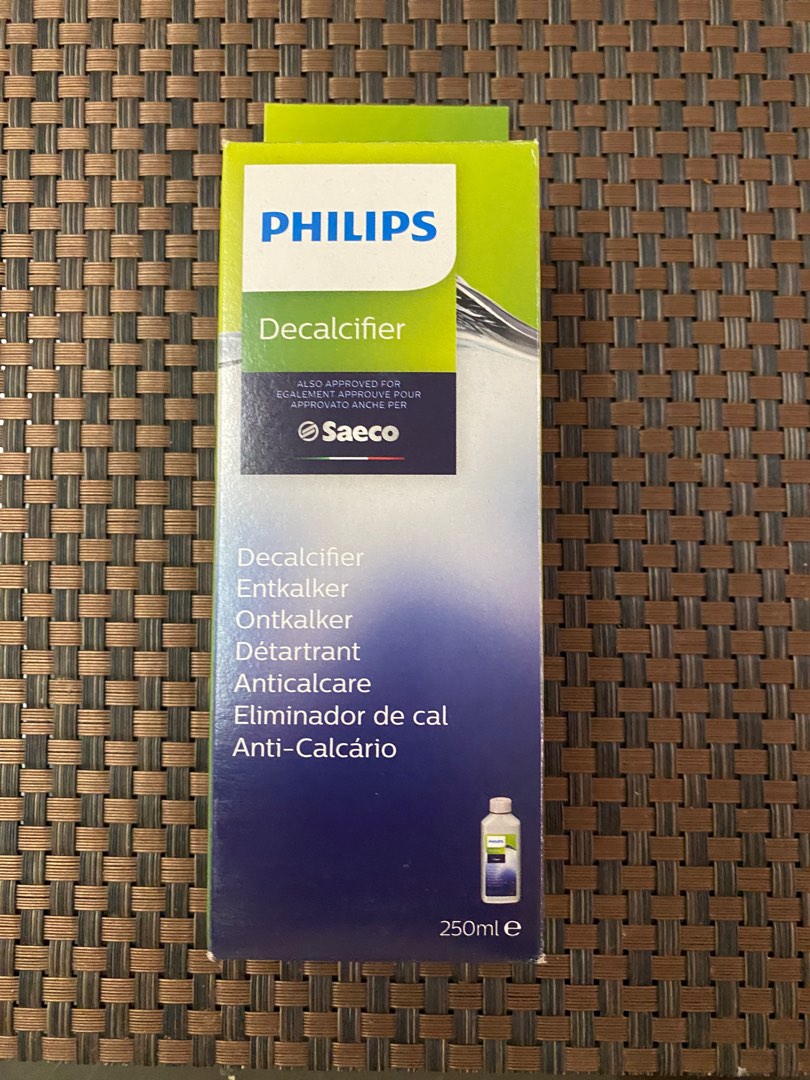 PHILIPS
Decalcifier
ALSO APPROVED FOR
EGALEMENT APPROUVE POUR
APPROVATO ANCHE PER
Saeco
Decalcifier
Entkalker
Ontkalker
Détartrant
Anticalcare
Eliminador de cal
Anti-Calcário
PHILIPS
250ml e